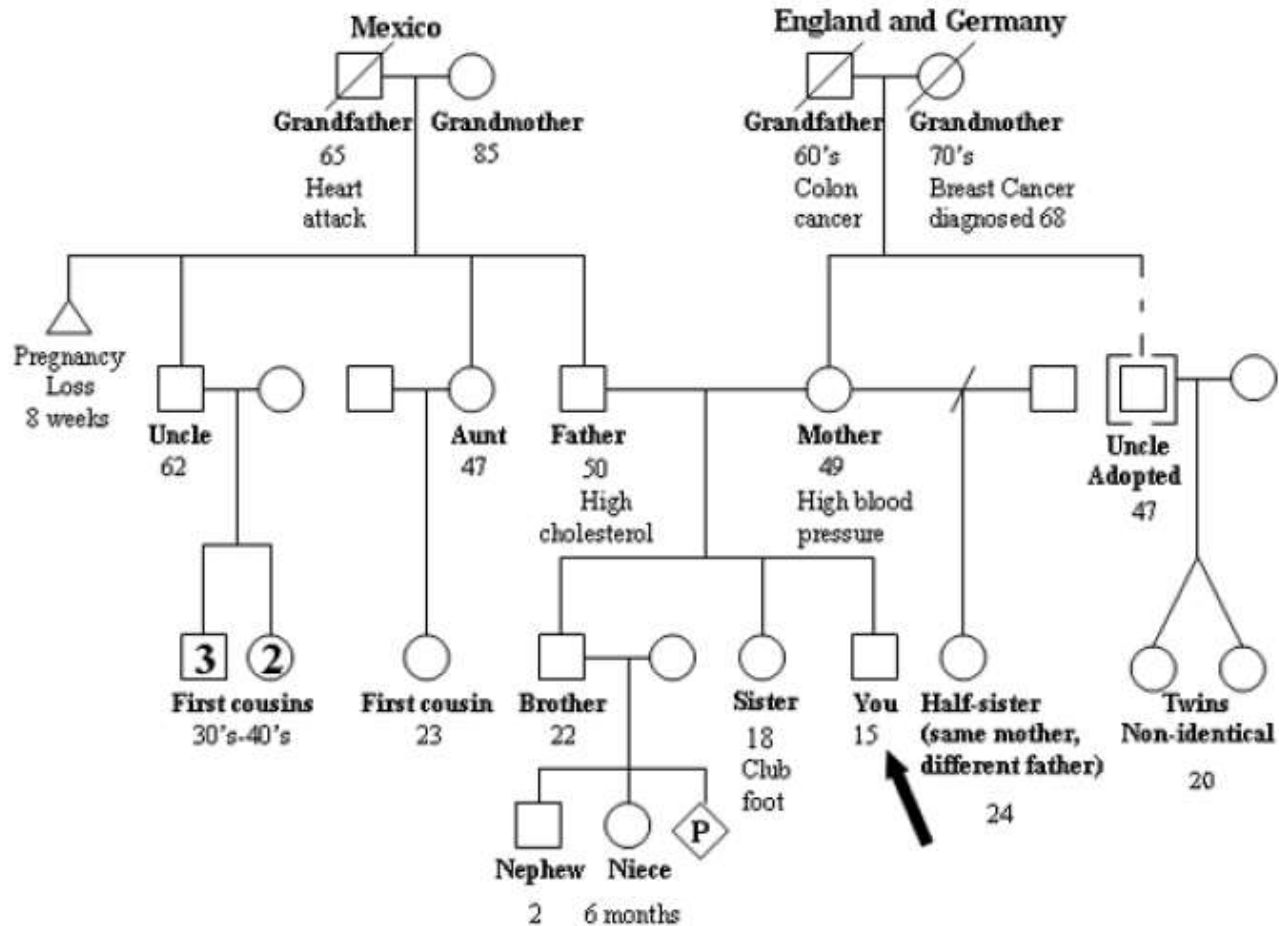 Mexico
England and Germany
Grandfather
65
Heart
attack
Grandmother
85
Grandfather
60's
Colon
cancer
Grandmother
70's
Breast Cancer
diagnosed 68
Pregnancy
Loss
8 weeks
Uncle
62
Aunt
47
Father
50
High
cholesterol
Mother
49
High blood
pressure
Uncle
Adopted
47
3
2
First cousins
30's-40's
First cousin
23
Brother
22
Sister
18
Club
foot
You
15
Half-sister
(same mother,
different father)
24
Twins
Non-identical
20
Nephew
2
Niece
6 months
P